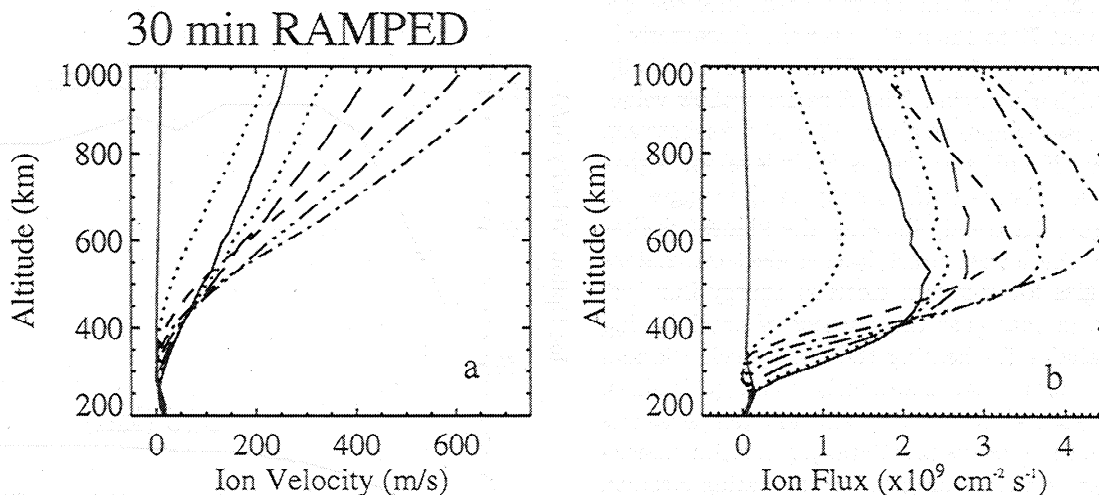 30 min RAMPED
1000
800
600
400
200
Altitude (km)
0 200 400 600
Ion Velocity (m/s)
a
1000
800
600
400
200
Altitude (km)
0 1 2 3 4
Ion Flux (x10⁹ cm⁻² s⁻¹)
b